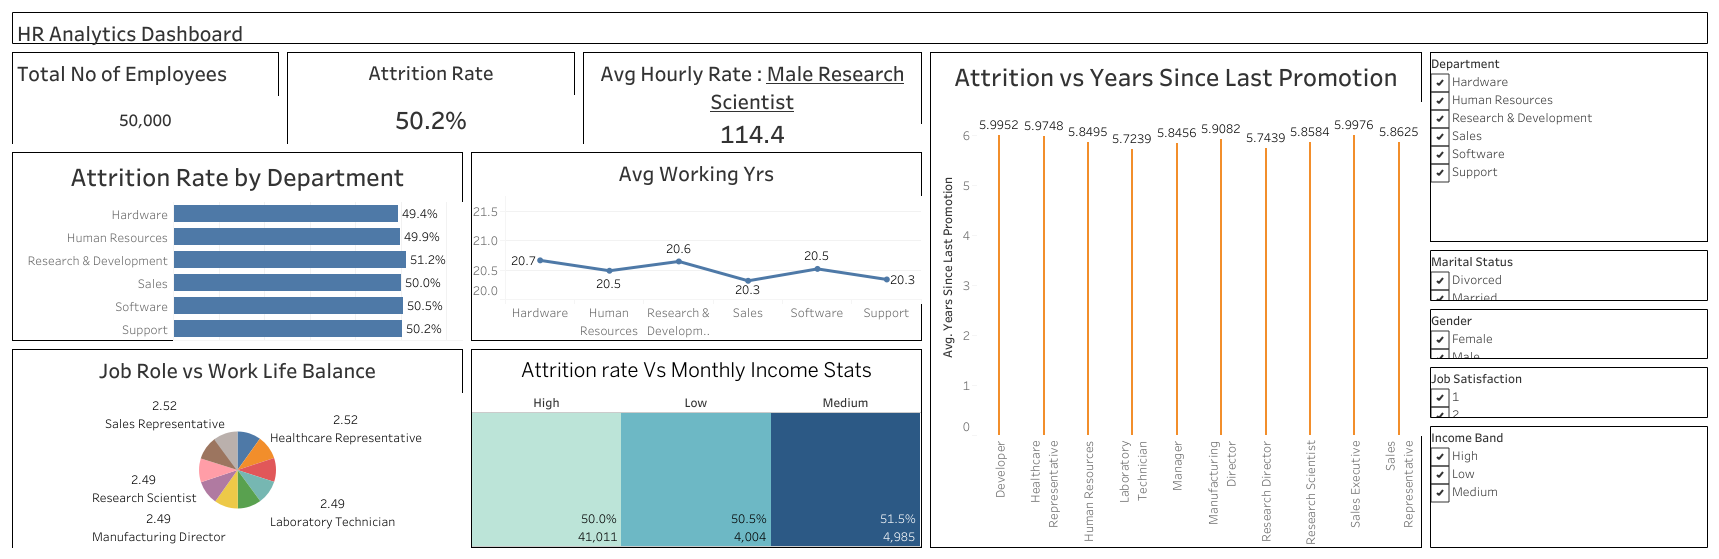 HR Analytics Dashboard
Total No of Employees
50,000
Attrition Rate
50.2%
Avg Hourly Rate : Male Research
Scientist
114.4
Attrition Rate by Department
Hardware 49.4%
Human Resources 49.9%
Research & Development 51.2%
Sales 50.0%
Software 50.5%
Support 50.2%
Avg Working Yrs
21.5
21.0
20.5
20.0
20.7
20.5
20.6
20.3
20.5
20.3
Hardware
Human
Resources
Research &
Developm..
Sales
Software
Support
Job Role vs Work Life Balance
2.52
Sales Representative
2.52
Healthcare Representative
2.49
Research Scientist
2.49
Laboratory Technician
2.49
Manufacturing Director
Attrition rate Vs Monthly Income Stats
High
Low
Medium
50.0%
41,011
50.5%
4,004
51.5%
4,985
Attrition vs Years Since Last Promotion
Avg. Years Since Last Promotion
6
5
4
3
2
1
0
5.9952
5.9748
5.8495
5.7239
5.8456
5.9082
5.7439
5.8584
5.9976
5.8625
Developer
Healthcare
Representative
Human Resources
Laboratory
Technician
Manager
Manufacturing
Director
Research Director
Research Scientist
Sales Executive
Sales
Representative
Department
Hardware
Human Resources
Research & Development
Sales
Software
Support
Marital Status
Divorced
Married
Gender
Female
Male
Job Satisfaction
1
2
Income Band
High
Low
Medium